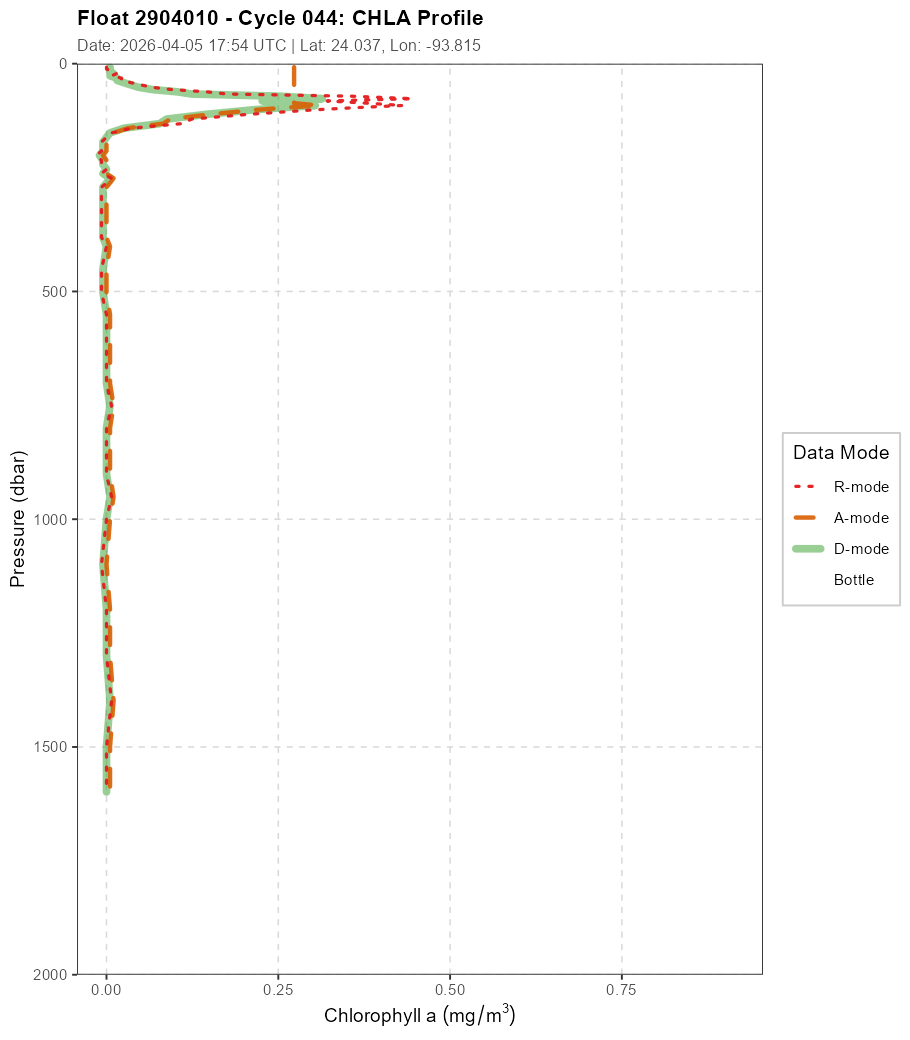 Float 2904010 - Cycle 044: CHLA Profile
Date: 2026-04-05 17:54 UTC | Lat: 24.037, Lon: -93.815
0
500
1000
1500
2000
Pressure (dbar)
0.00 0.25 0.50 0.75
Chlorophyll a (mg/m³)
Data Mode
R-mode
A-mode
D-mode
Bottle